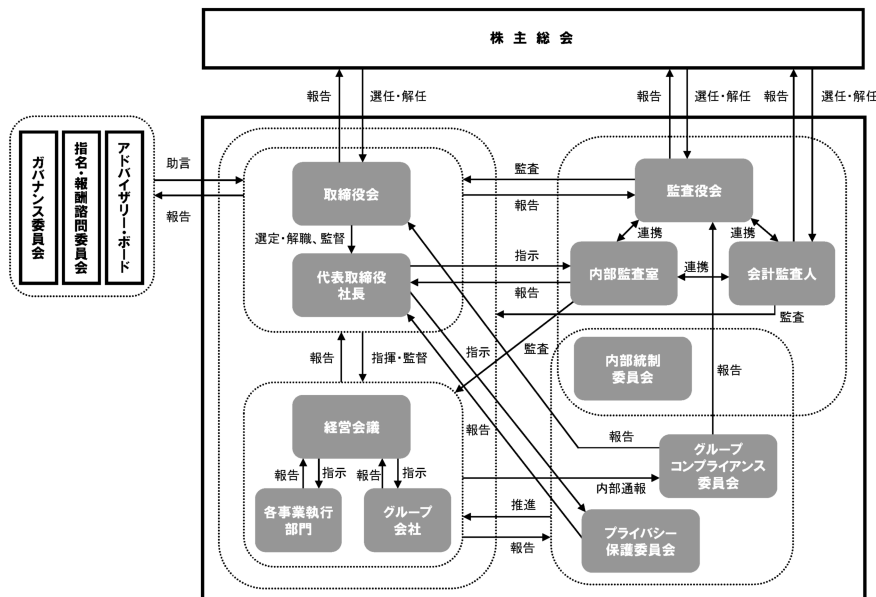 株主総会
報告
選任・解任
報告
選任・解任
報告
選任・解任
ガバナンス委員会
指名・報酬諮問委員会
アドバイザリー・ボード
助言
報告
取締役会
監査
報告
監査役会
選定・解職、監督
連携
連携
代表取締役
社長
指示
報告
内部監査室
連携
会計監査人
監査
報告
指揮・監督
指示
監査
内部統制
委員会
報告
経営会議
報告
報告
グループ
コンプライアンス
委員会
報告
指示
報告
指示
内部通報
各事業執行
部門
グループ
会社
推進
報告
プライバシー
保護委員会